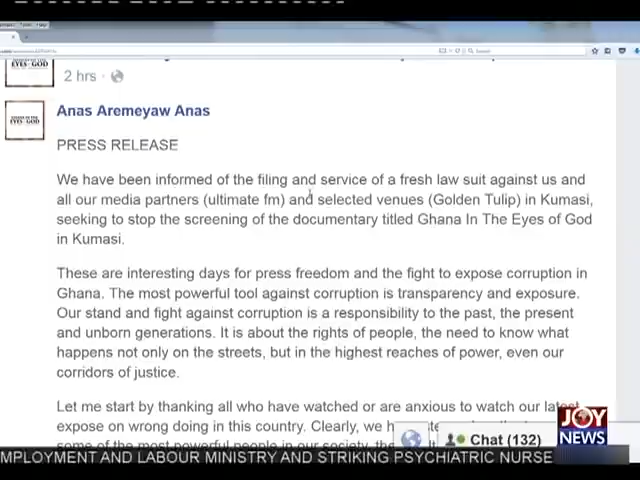 Search
EYES OF GOD
2 hrs
EYES OF GOD
Anas Aremeyaw Anas
PRESS RELEASE
We have been informed of the filing and service of a fresh law suit against us and
all our media partners (ultimate fm) and selected venues (Golden Tulip) in Kumasi,
seeking to stop the screening of the documentary titled Ghana In The Eyes of God
in Kumasi.
These are interesting days for press freedom and the fight to expose corruption in
Ghana. The most powerful tool against corruption is transparency and exposure.
Our stand and fight against corruption is a responsibility to the past, the present
and unborn generations. It is about the rights of people, the need to know what
happens not only on the streets, but in the highest reaches of power, even our
corridors of justice.
Let me start by thanking all who have watched or are anxious to watch our latest
expose on wrong doing in this country. Clearly, we h
some of the most powerful people in our society, the
Chat (132)
JOY
NEWS
MPLOYMENT AND LABOUR MINISTRY AND STRIKING PSYCHIATRIC NURSE